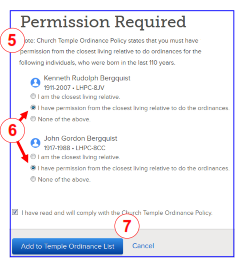 Permission Required
5
Note: Church Temple Ordinance Policy states that you must have
permission from the closest living relative to do ordinances for the
following individuals, who were born in the last 110 years.
Kenneth Rudolph Bergquist
1911-2007 • LHPC-8JV
I am the closest living relative.
I have permission from the closest living relative to do the ordinances.
None of the above.
6
John Gordon Bergquist
1917-1988 • LHPC-8CC
I am the closest living relative.
I have permission from the closest living relative to do the ordinances.
None of the above.
7
I have read and will comply with the Church Temple Ordinance Policy.
Add to Temple Ordinance List Cancel